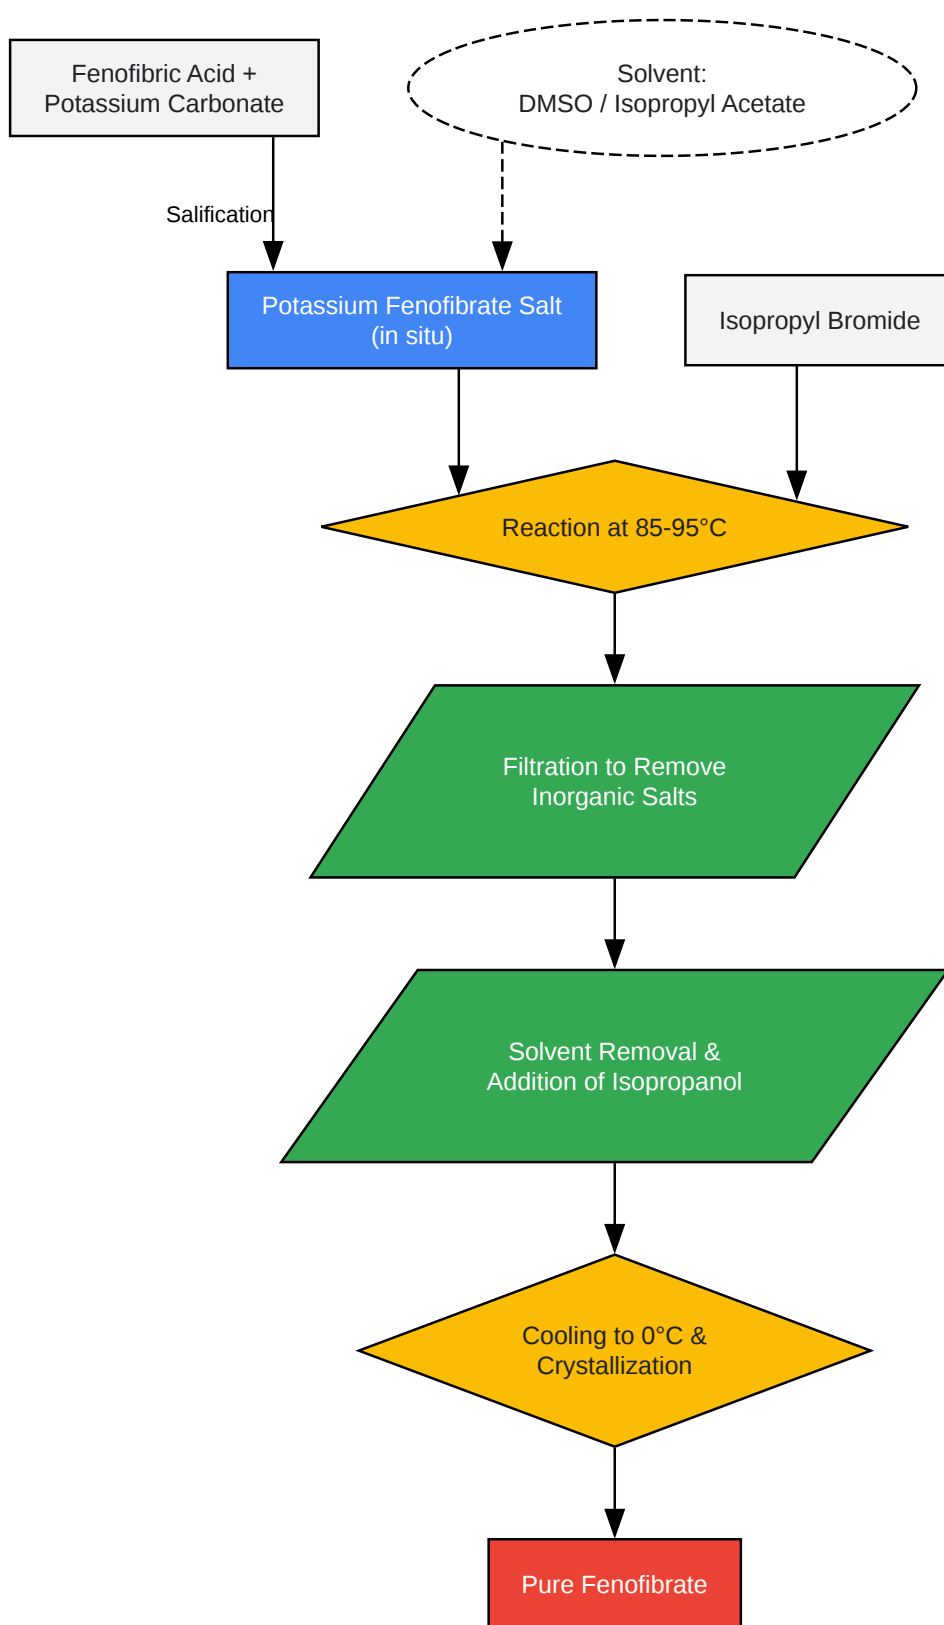 Fenofibric Acid +
Potassium Carbonate
Solvent:
DMSO / Isopropyl Acetate
Salification
Potassium Fenofibrate Salt
(in situ)
Isopropyl Bromide
Reaction at 85-95°C
Filtration to Remove
Inorganic Salts
Solvent Removal &
Addition of Isopropanol
Cooling to 0°C &
Crystallization
Pure Fenofibrate